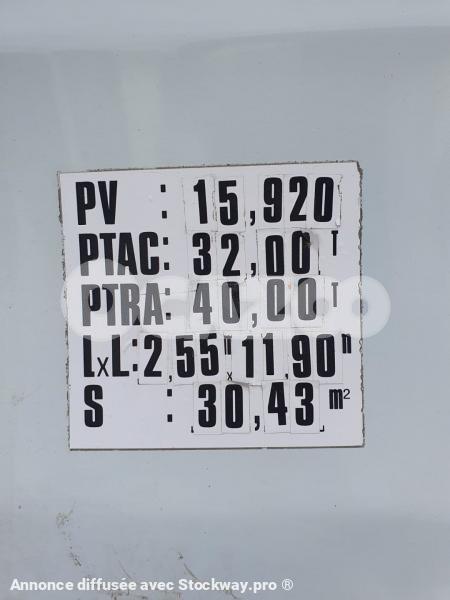 PV : 15,920 T
PTAC: 32,00 T
PTRA: 40,00 T
LxL: 2,55 m x 11,90 m
S : 30,43 m²
Annonce diffusée avec Stockway.pro ®